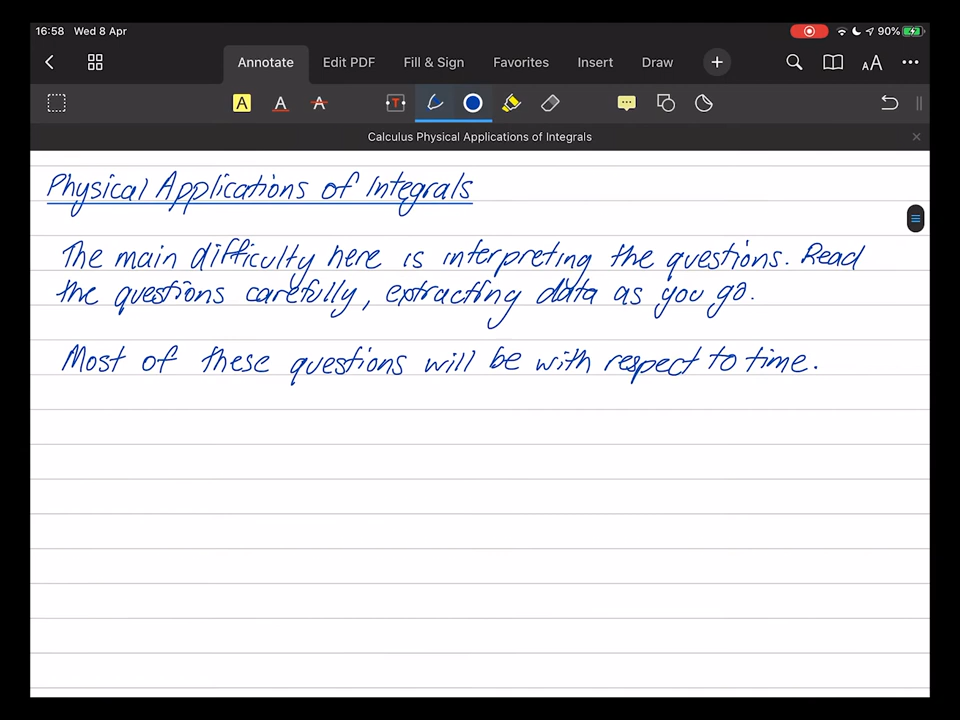 16:58 Wed 8 Apr 90%
Annotate Edit PDF Fill & Sign Favorites Insert Draw
A A A T AA
Calculus Physical Applications of Integrals
Physical Applications of Integrals
The main difficulty here is interpreting the questions. Read
the questions carefully, extracting data as you go.
Most of these questions will be with respect to time.